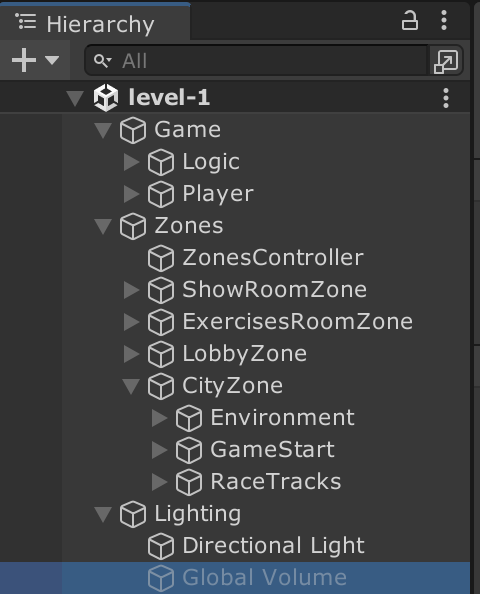 Hierarchy
All
level-1
Game
Logic
Player
Zones
ZonesController
ShowRoomZone
ExercisesRoomZone
LobbyZone
CityZone
Environment
GameStart
RaceTracks
Lighting
Directional Light
Global Volume